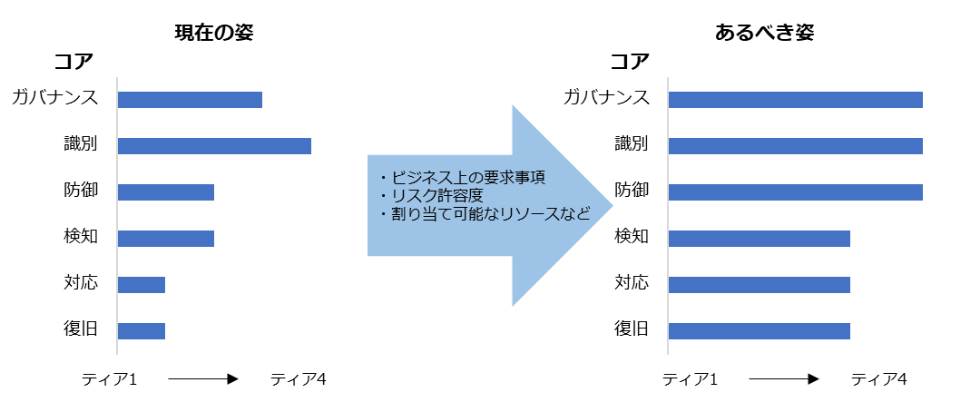 現在の姿
コア
ガバナンス
識別
防御
検知
対応
復旧
ティア1
ティア4
・ビジネス上の要求事項
・リスク許容度
・割り当て可能なリソースなど
あるべき姿
コア
ガバナンス
識別
防御
検知
対応
復旧
ティア1
ティア4